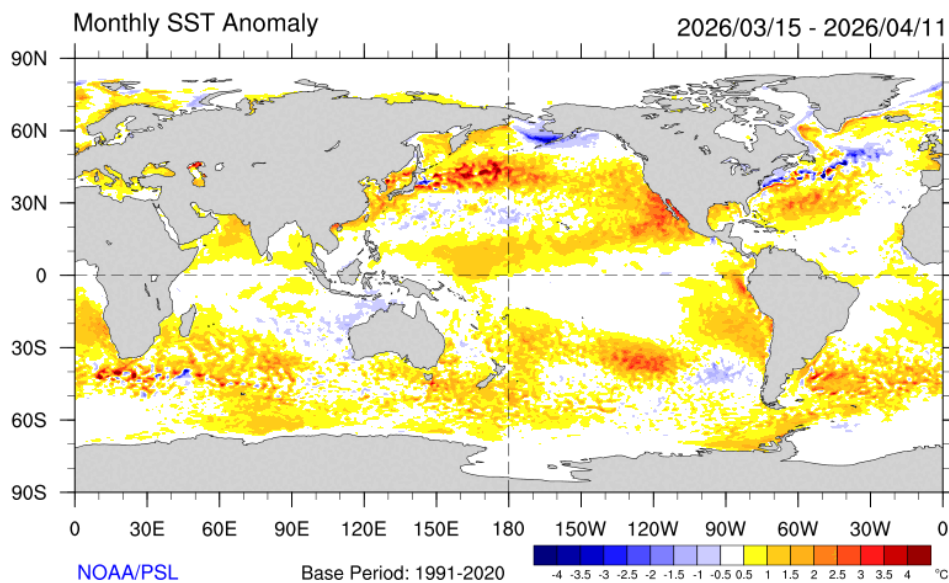 Monthly SST Anomaly 2026/03/15 - 2026/04/11
90N
60N
30N
0
30S
60S
90S
0 30E 60E 90E 120E 150E 180 150W 120W 90W 60W 30W 0
NOAA/PSL Base Period: 1991-2020
-4 -3.5 -3 -2.5 -2 -1.5 -1 -0.5 0.5 1 1.5 2 2.5 3 3.5 4 °C